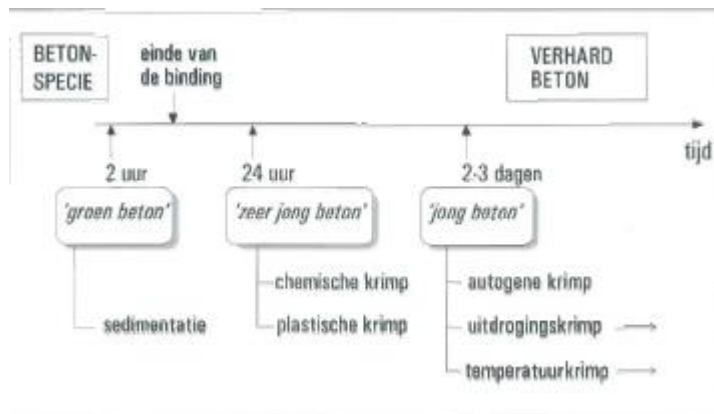 BETON-
SPECIE
einde van
de binding
VERHARD
BETON
tijd
2 uur
24 uur
2-3 dagen
'groen beton'
'zeer jong beton'
'jong beton'
sedimentatie
chemische krimp
plastische krimp
autogene krimp
uitdrogingskrimp
temperatuurkrimp